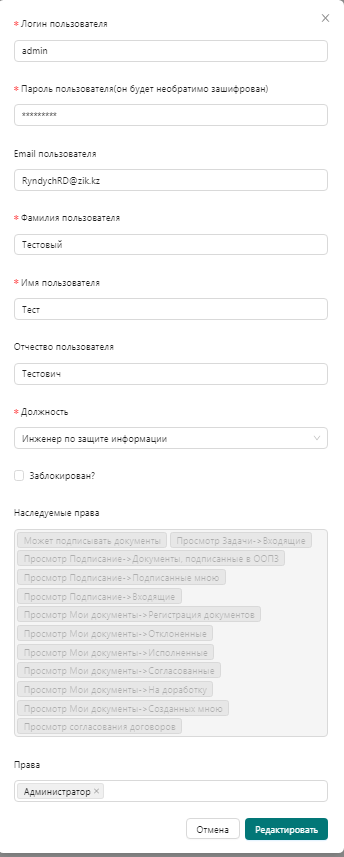 * Логин пользователя
admin
* Пароль пользователя(он будет необратимо зашифрован)
*********
Email пользователя
RyndychRD@zik.kz
* Фамилия пользователя
Тестовый
* Имя пользователя
Тест
Отчество пользователя
Тестович
* Должность
Инженер по защите информации
Заблокирован?
Наследуемые права
Может подписывать документы Просмотр Задачи->Входящие
Просмотр Подписание->Документы, подписанные в ООПЗ
Просмотр Подписание->Подписанные мною
Просмотр Подписание->Входящие
Просмотр Мои документы->Регистрация документов
Просмотр Мои документы->Отклоненные
Просмотр Мои документы->Исполненные
Просмотр Мои документы->Согласованные
Просмотр Мои документы->На доработку
Просмотр Мои документы->Созданных мною
Просмотр согласования договоров
Права
Администратор ×
Отмена Редактировать